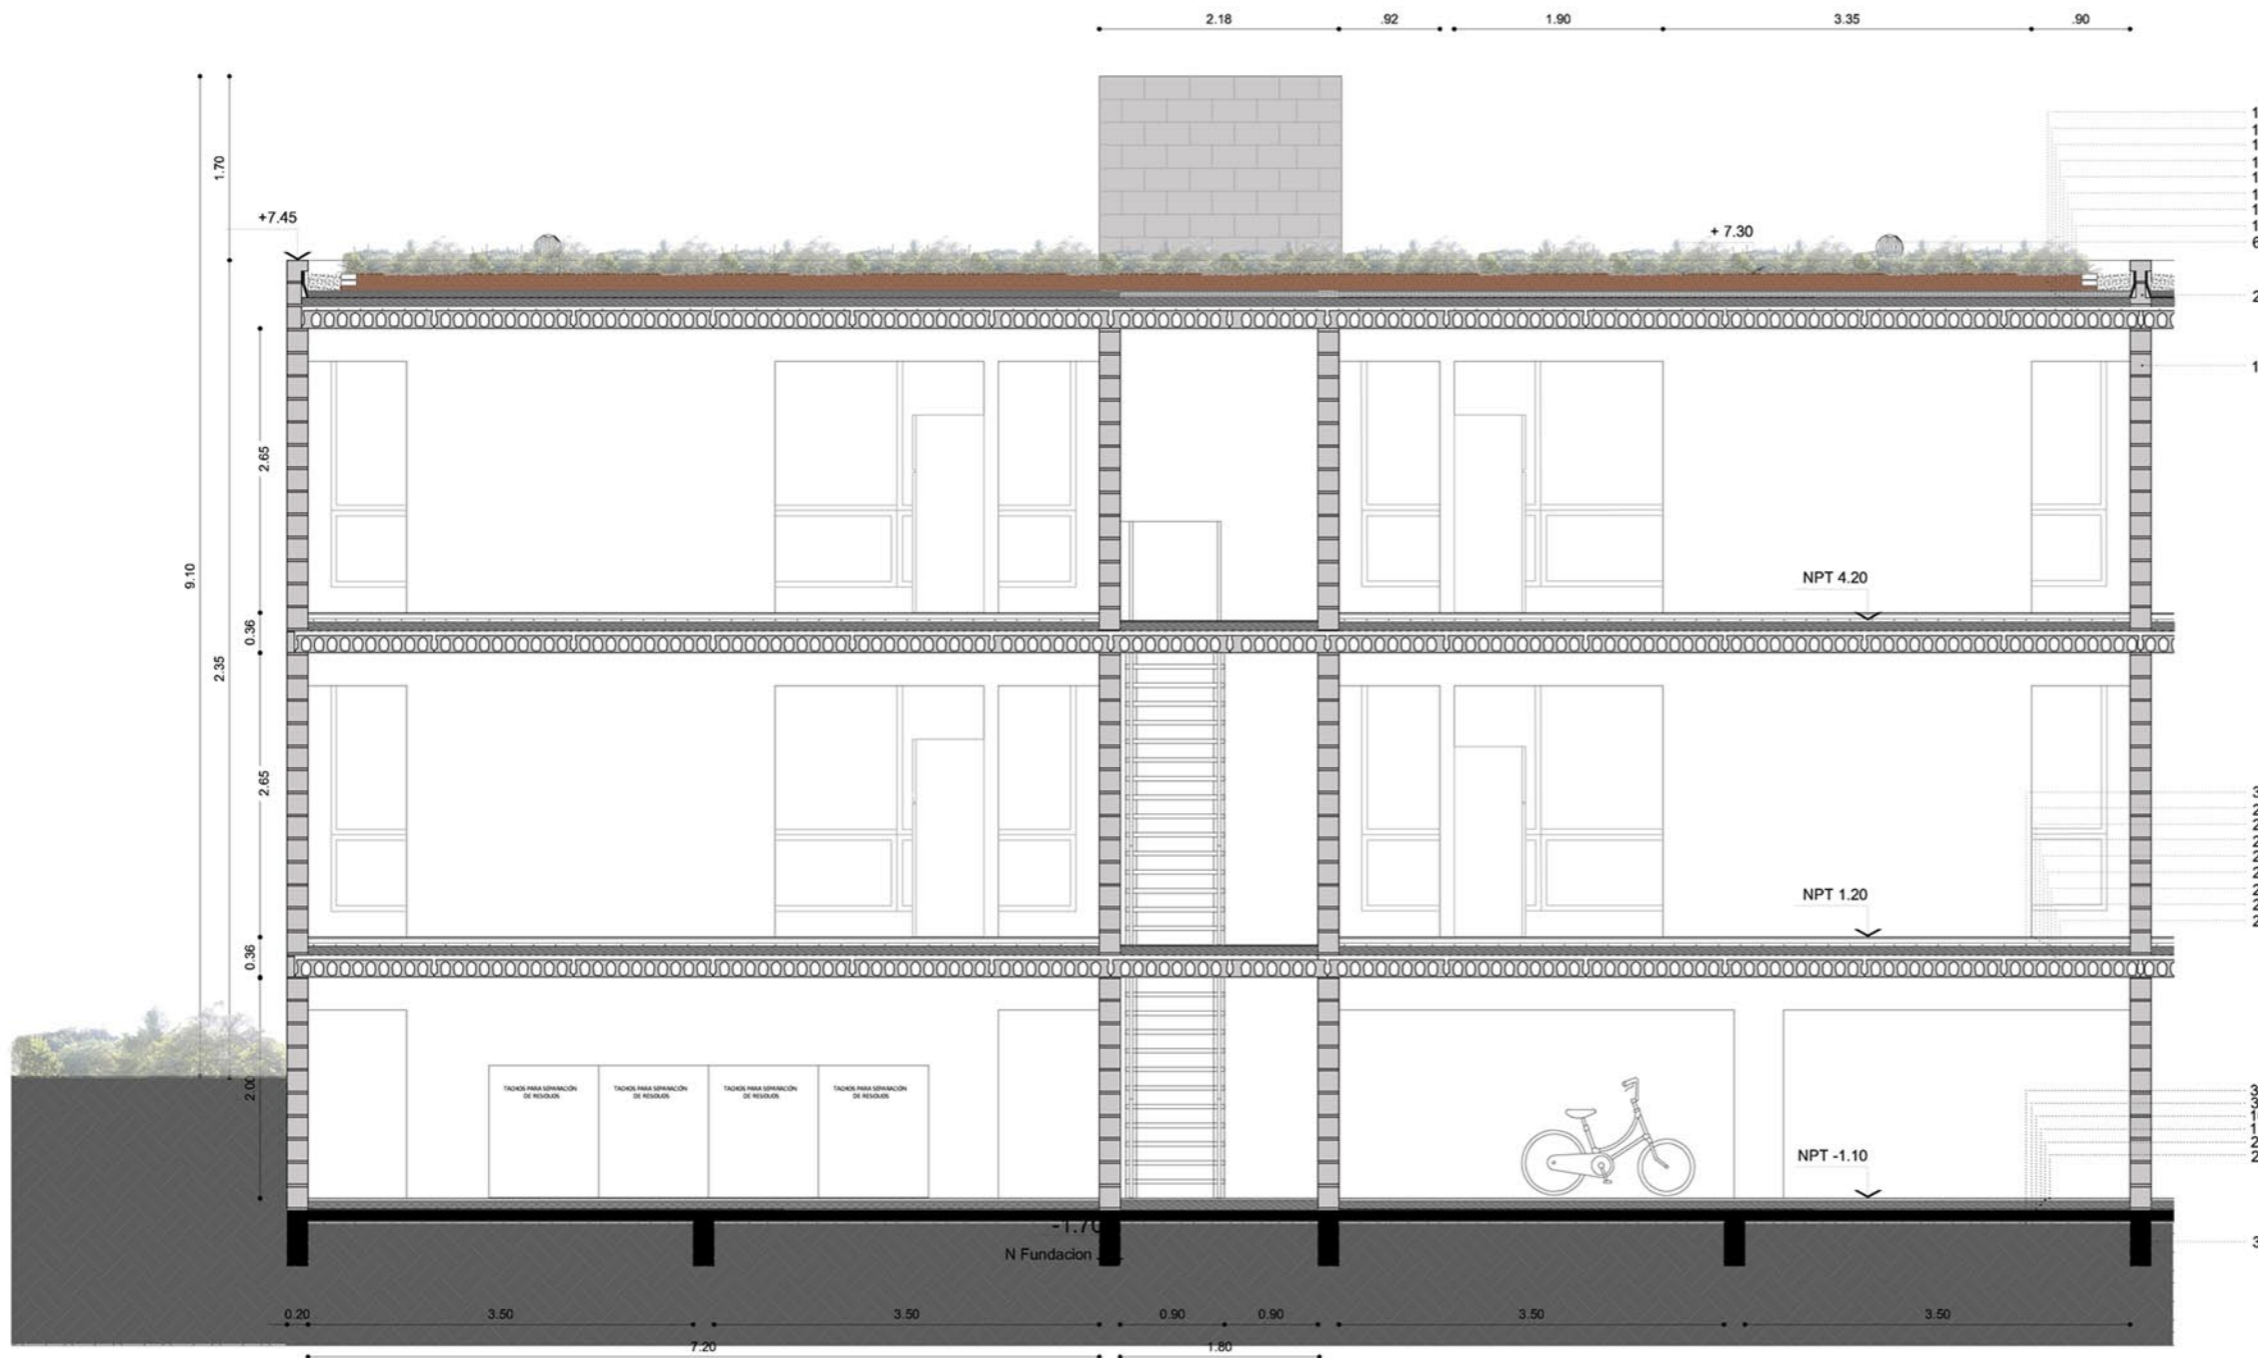 2.18 .92 1.90 3.35 .90
1.70
+7.45
+ 7.30
2.65
NPT 4.20
9.10
0.36
2.35
2.65
NPT 1.20
0.36
2.00
TACHOS PARA SEPARACIÓN
DE RESIDUOS
TACHOS PARA SEPARACIÓN
DE RESIDUOS
TACHOS PARA SEPARACIÓN
DE RESIDUOS
TACHOS PARA SEPARACIÓN
DE RESIDUOS
NPT -1.10
-1.70
N Fundacion
0.20 3.50 3.50 0.90 0.90 3.50 3.50
7.20 1.80